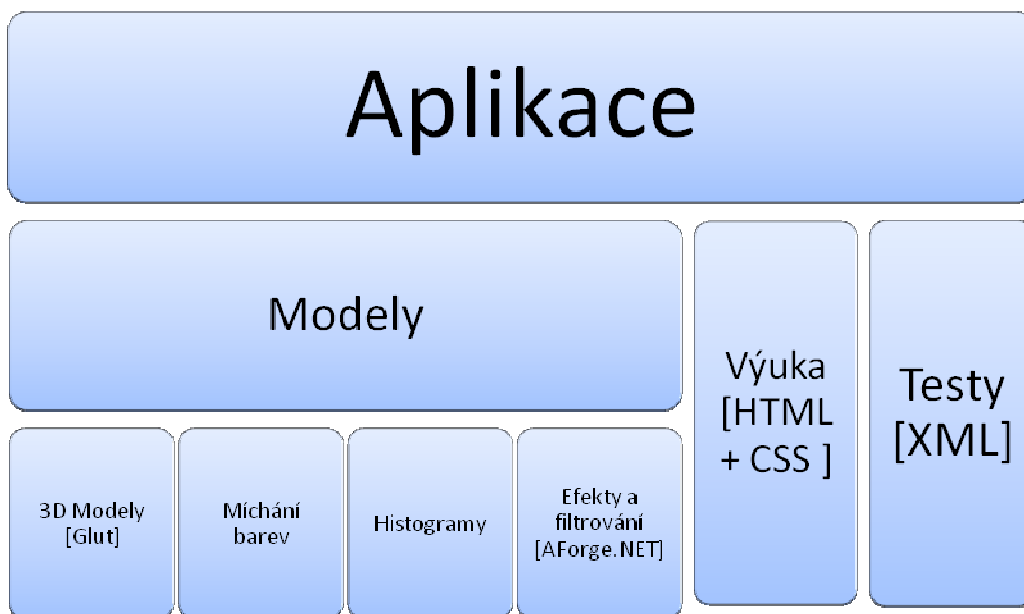 Aplikace
Modely
Výuka
[HTML
+ CSS ]
Testy
[XML]
3D Modely
[Glut]
Míchání
barev
Histogramy
Efekty a
filtrování
[AForge.NET]